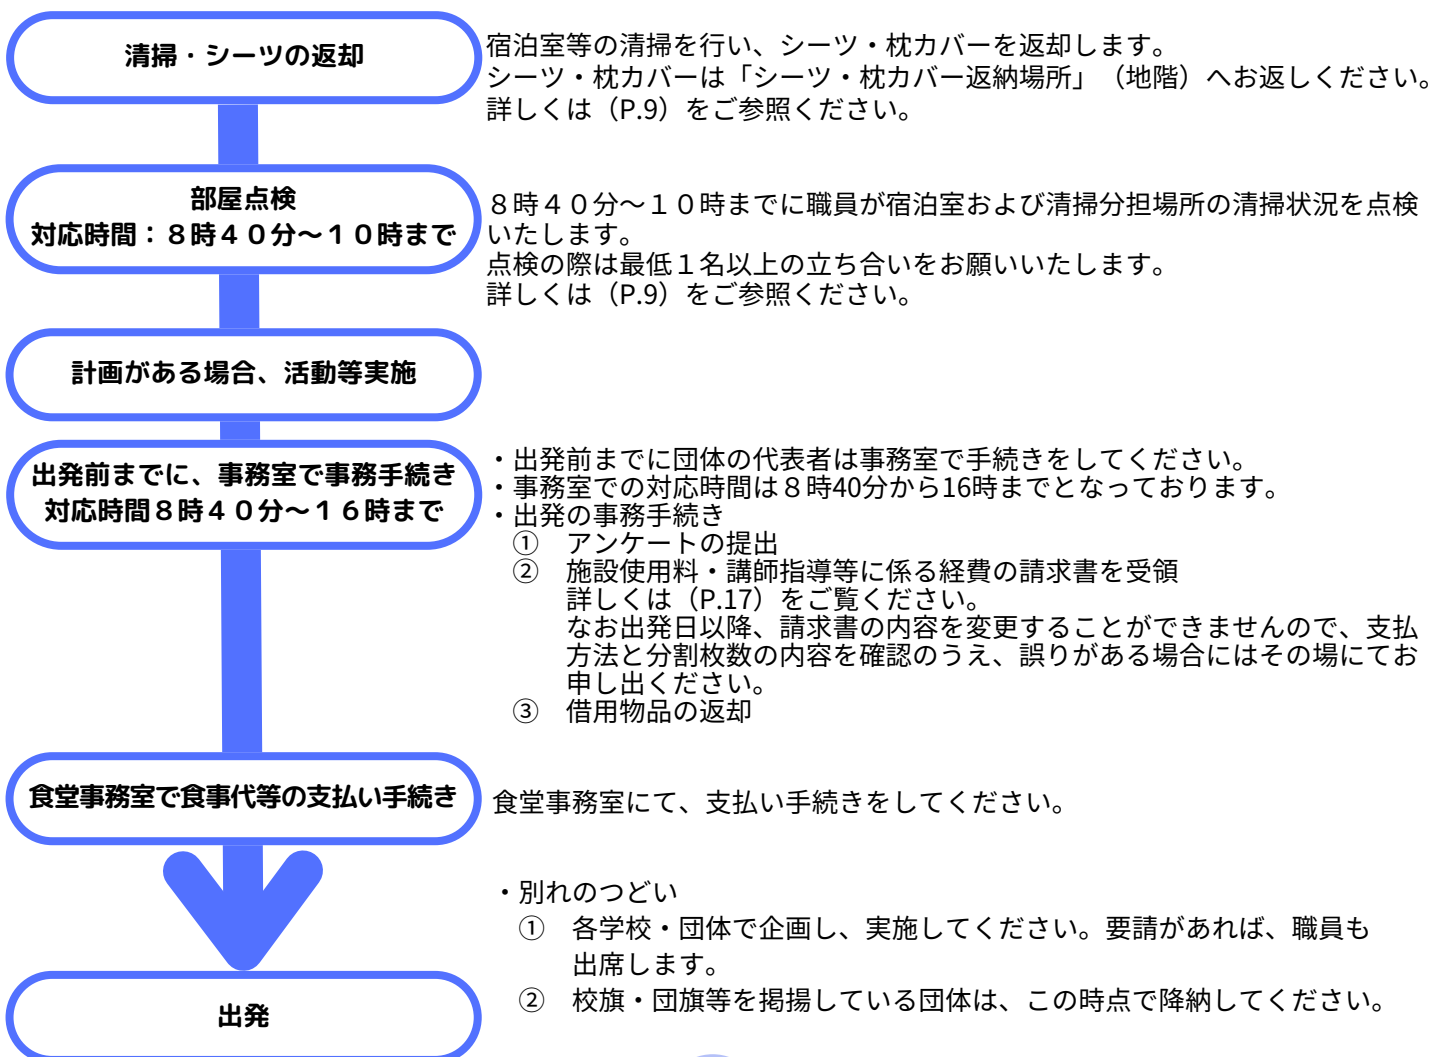 清掃・シーツの返却
宿泊室等の清掃を行い、シーツ・枕カバーを返却します。
シーツ・枕カバーは「シーツ・枕カバー返納場所」（地階）へお返しください。
詳しくは（P.9）をご参照ください。
部屋点検
対応時間：８時４０分～１０時まで
８時４０分～１０時までに職員が宿泊室および清掃分担場所の清掃状況を点検
いたします。
点検の際は最低１名以上の立ち合いをお願いいたします。
詳しくは（P.9）をご参照ください。
計画がある場合、活動等実施
出発前までに、事務室で事務手続き
対応時間８時４０分～１６時まで
・出発前までに団体の代表者は事務室で手続きをしてください。
・事務室での対応時間は８時40分から16時までとなっております。
・出発の事務手続き
① アンケートの提出
② 施設使用料・講師指導等に係る経費の請求書を受領
詳しくは（P.17）をご覧ください。
なお出発日以降、請求書の内容を変更することができませんので、支払
方法と分割枚数の内容を確認のうえ、誤りがある場合にはその場にてお
申し出ください。
③ 借用物品の返却
食堂事務室で食事代等の支払い手続き
食堂事務室にて、支払い手続きをしてください。
・別れのつどい
① 各学校・団体で企画し、実施してください。要請があれば、職員も
出席します。
② 校旗・団旗等を掲揚している団体は、この時点で降納してください。
出発